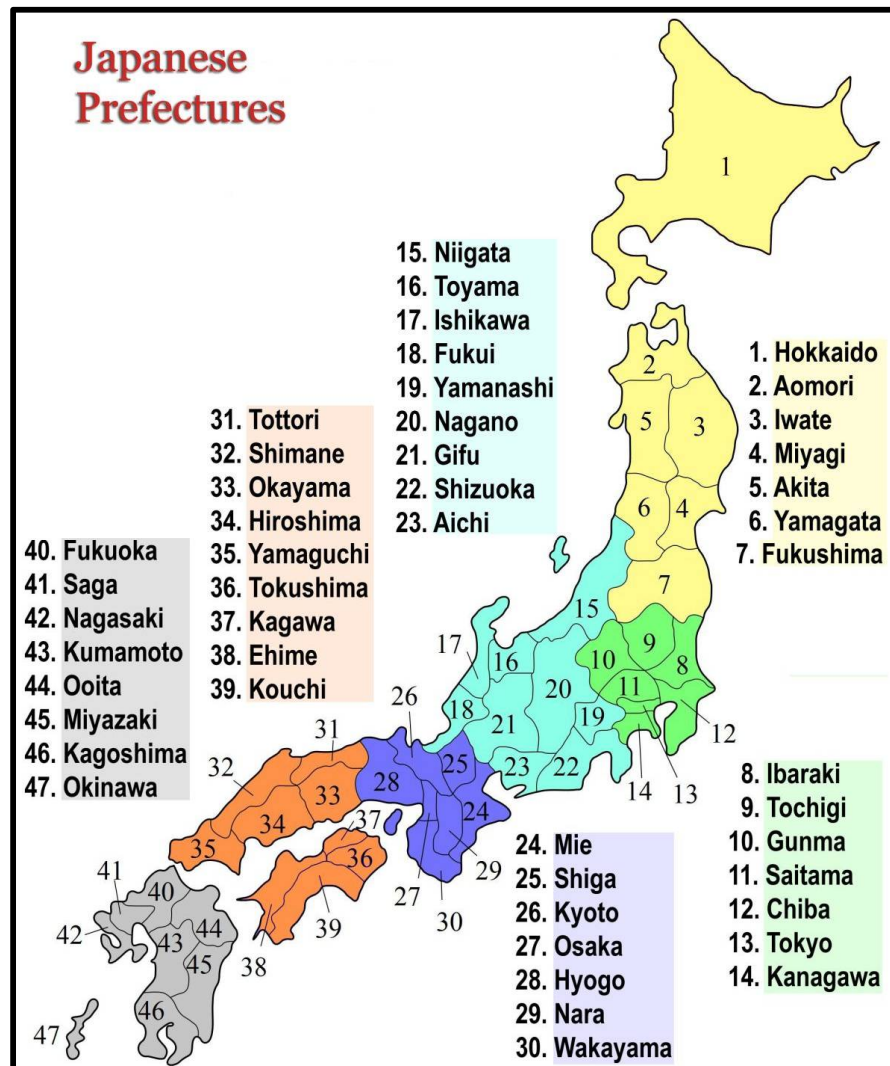 Japanese
Prefectures
1
15. Niigata
16. Toyama
17. Ishikawa
18. Fukui
19. Yamanashi
20. Nagano
21. Gifu
22. Shizuoka
23. Aichi
1. Hokkaido
2. Aomori
3. Iwate
4. Miyagi
5. Akita
6. Yamagata
7. Fukushima
31. Tottori
32. Shimane
33. Okayama
34. Hiroshima
35. Yamaguchi
36. Tokushima
37. Kagawa
38. Ehime
39. Kouchi
40. Fukuoka
41. Saga
42. Nagasaki
43. Kumamoto
44. Ooita
45. Miyazaki
46. Kagoshima
47. Okinawa
2
5
3
6
4
7
15
17
16
10
9
8
20
11
18
26
21
19
12
31
25
23
22
14
13
32
28
33
24
34
37
35
36
27
29
30
41
40
39
38
42
43
44
45
46
47
8. Ibaraki
9. Tochigi
10. Gunma
11. Saitama
12. Chiba
13. Tokyo
14. Kanagawa
24. Mie
25. Shiga
26. Kyoto
27. Osaka
28. Hyogo
29. Nara
30. Wakayama